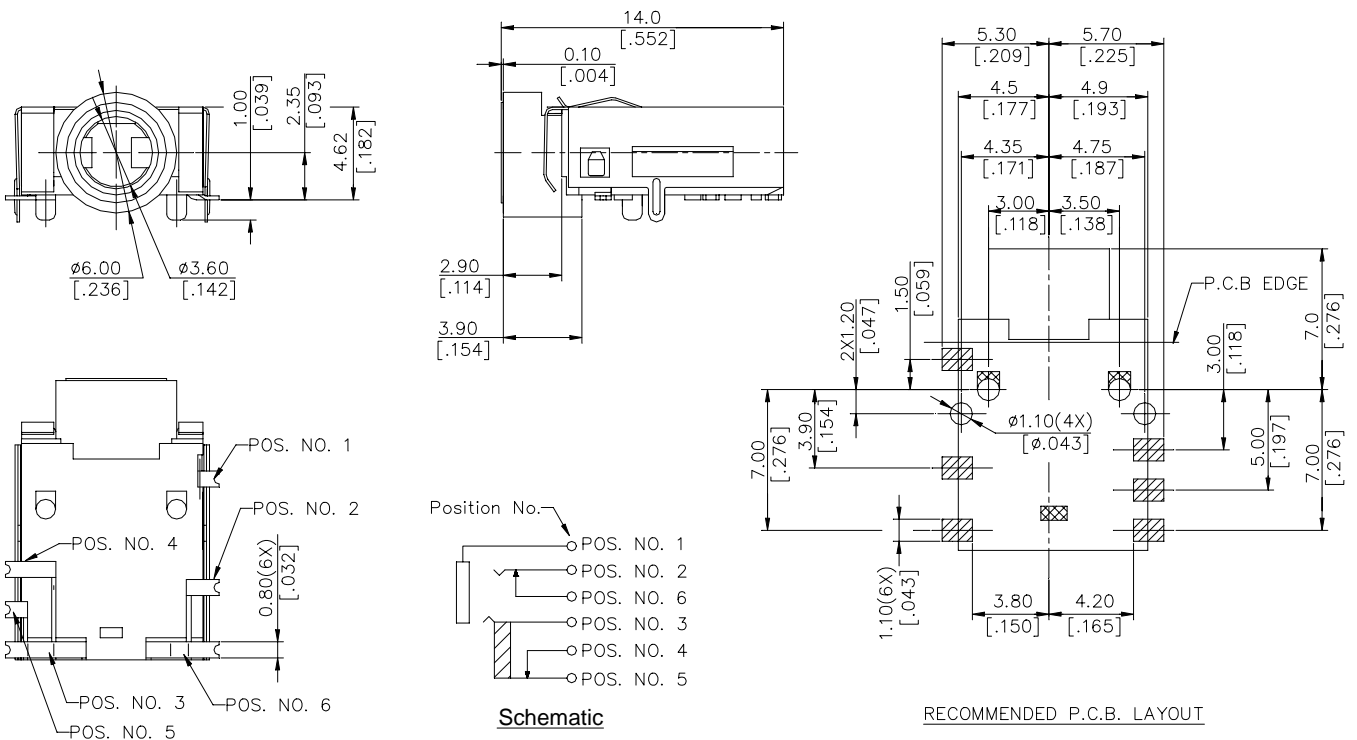 1.00
[.039]
2.35
[.093]
4.62
[.182]
ø6.00
[.236]
ø3.60
[.142]
14.0
[.552]
0.10
[.004]
2.90
[.114]
3.90
[.154]
5.30
[.209]
5.70
[.225]
4.5
[.177]
4.9
[.193]
4.35
[.171]
4.75
[.187]
3.00
[.118]
3.50
[.138]
P.C.B EDGE
1.50
[.059]
2X1.20
[.047]
7.0
[.276]
3.00
[.118]
ø1.10(4X)
[ø.043]
7.00
[.276]
3.90
[.154]
5.00
[.197]
7.00
[.276]
1.10(6X)
[.043]
3.80
[.150]
4.20
[.165]
RECOMMENDED P.C.B. LAYOUT
POS. NO. 1
POS. NO. 2
POS. NO. 4
0.80(6X)
[.032]
POS. NO. 3
POS. NO. 6
POS. NO. 5
Position No.
POS. NO. 1
POS. NO. 2
POS. NO. 6
POS. NO. 3
POS. NO. 4
POS. NO. 5
Schematic